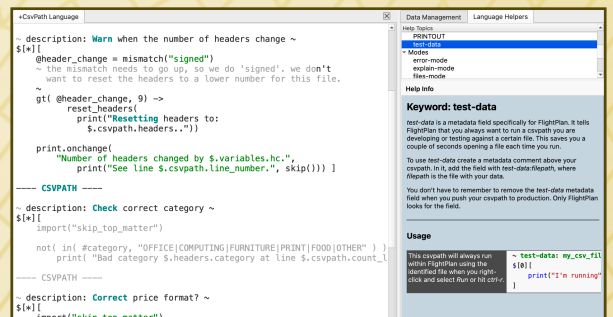 +CsvPath Language
~ description: Warn when the number of headers change ~
$[*][
@header_change = mismatch("signed")
~ the mismatch needs to go up, so we do 'signed'. we don't
want to reset the headers to a lower number for this file.
~
gt( @header_change, 9) ->
reset_headers(
print("Resetting headers to:
$.csvpath.headers.."))
print.onchange(
"Number of headers changed by $.variables.hc.",
print("See line $.csvpath.line_number.", skip())) ]
---- CSVPATH ----
~ description: Check correct category ~
$[*][
import("skip_top_matter")
not( in( #category, "OFFICE|COMPUTING|FURNITURE|PRINT|FOOD|OTHER" ) )
print( "Bad category $.headers.category at line $.csvpath.count_l
---- CSVPATH ----
~ description: Correct price format? ~
$[*][
import("skip_top_matter")
Data Management
Language Helpers
Help Topics
PRINTOUT
test-data
Modes
error-mode
explain-mode
files-mode
Help Info
Keyword: test-data
test-data is a metadata field specifically for FlightPlan. It tells
FlightPlan that you always want to run a csvpath you are
developing or testing against a certain file. This saves you a
couple of seconds opening a file each time you run.
To use test-data create a metadata comment above your
csvpath. In it, add the field with test-data:filepath, where
filepath is the file with your data.
You don't have to remember to remove the test-data metadata
field when you push your csvpath to production. Only FlightPlan
looks for the field.
Usage
This csvpath will always run
within FlightPlan using the
identified file when you right-
click and select Run or hit ctrl-r.
~ test-data: my_csv_fil
$[0][
print("I'm running"
]